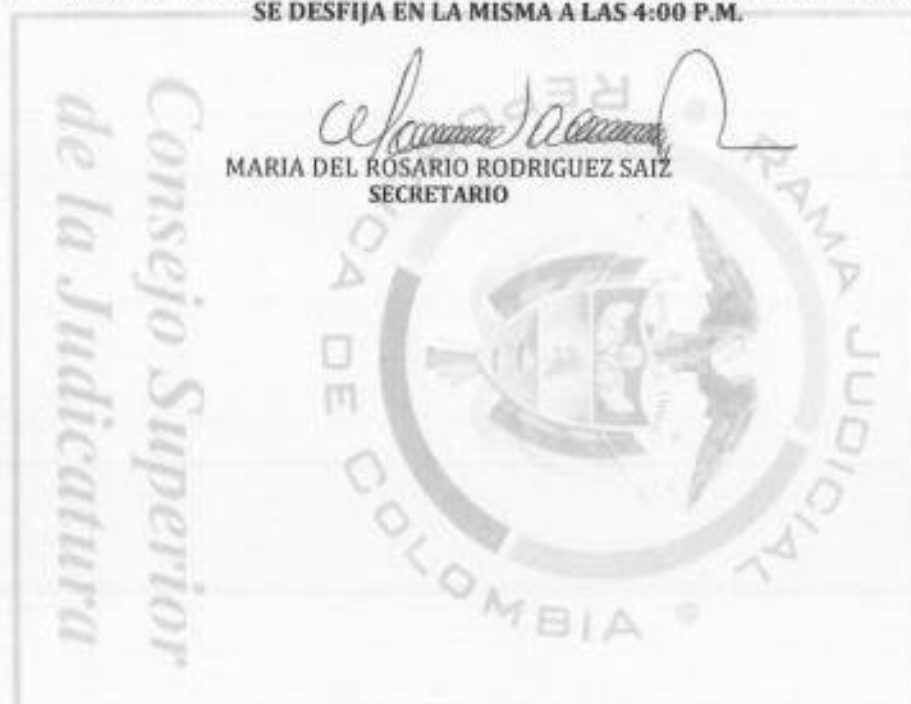 SE DESFIJA EN LA MISMA A LAS 4:00 P.M.
MARIA DEL ROSARIO RODRIGUEZ SAIZ
SECRETARIO
Consejo Superior
de la Judicatura
RAMA JUDICIAL
DE COLOMBIA